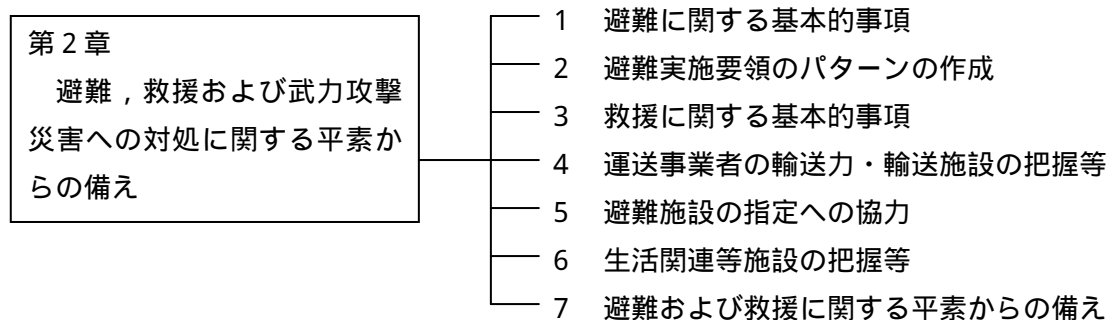 第２章
　避難，救援および武力攻撃
災害への対処に関する平素か
らの備え
1　避難に関する基本的事項
2　避難実施要領のパターンの作成
3　救援に関する基本的事項
4　運送事業者の輸送力・輸送施設の把握等
5　避難施設の指定への協力
6　生活関連等施設の把握等
7　避難および救援に関する平素からの備え